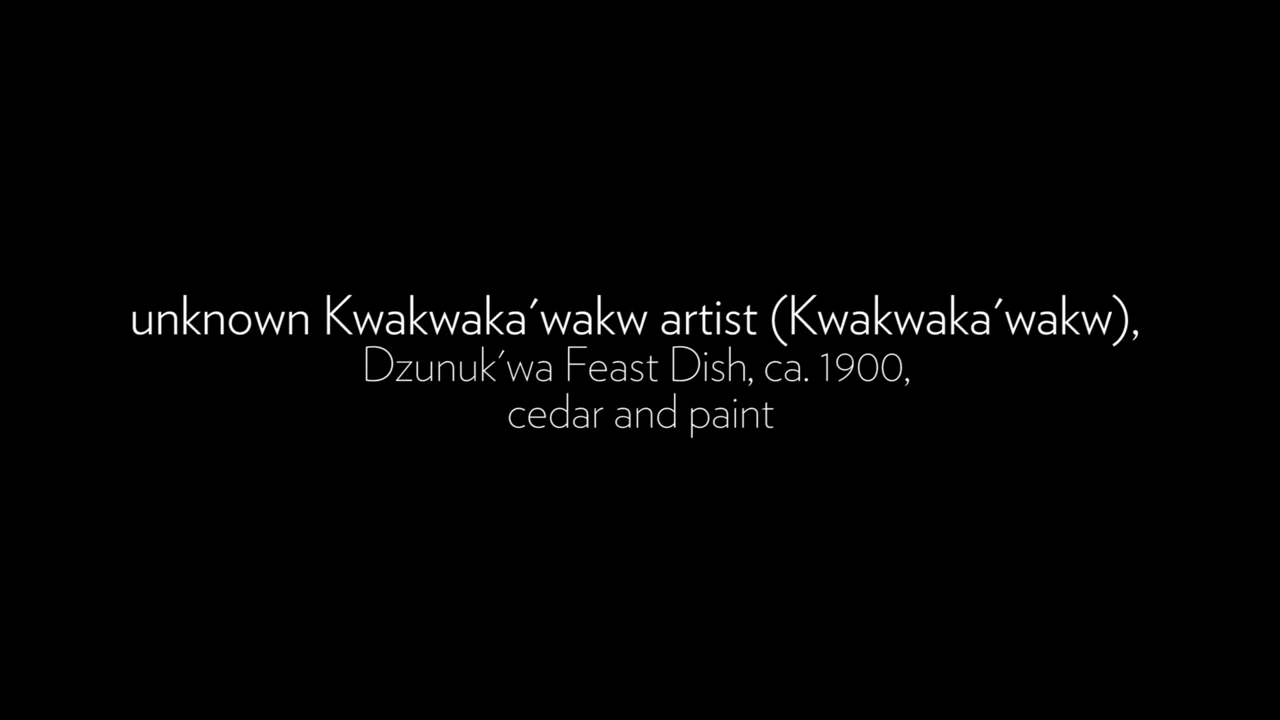 unknown Kwakwaka´wakw artist (Kwakwaka´wakw),
Dzunuk´wa Feast Dish, ca. 1900,
cedar and paint